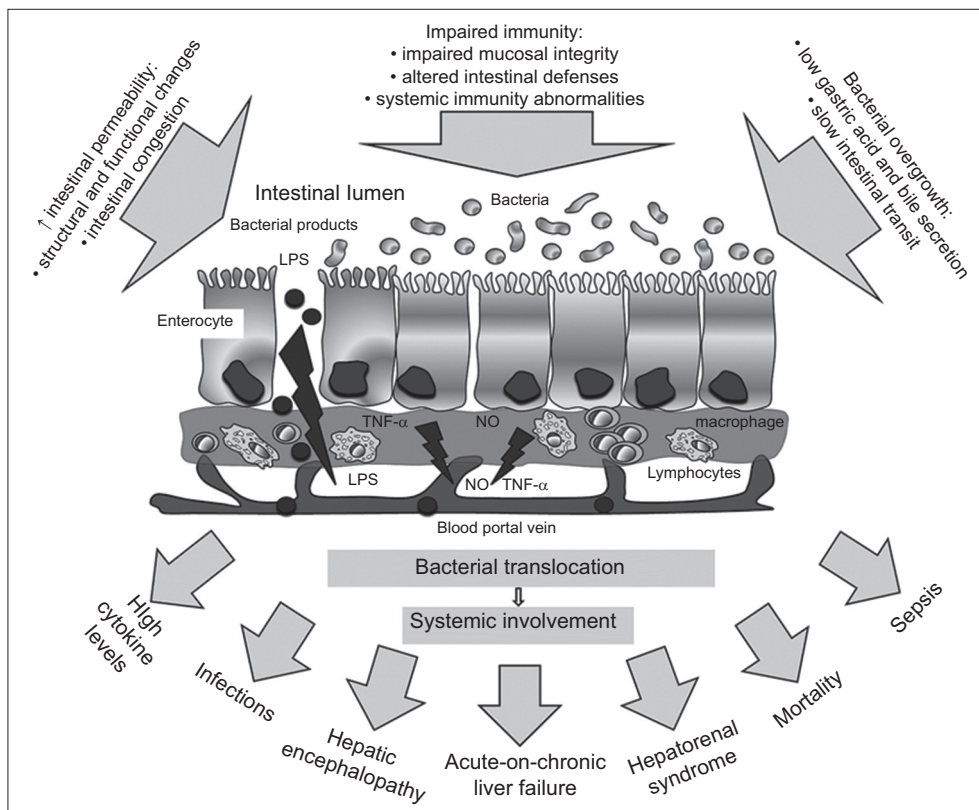 ↑ intestinal permeability:
• structural and functional changes
• intestinal congestion
Impaired immunity:
• impaired mucosal integrity
• altered intestinal defenses
• systemic immunity abnormalities
Bacterial overgrowth:
• low gastric acid and bile secretion
• slow intestinal transit
Intestinal lumen
Bacterial products
Bacteria
LPS
Enterocyte
TNF-α
NO
macrophage
LPS
NO
TNF-α
Lymphocytes
Blood portal vein
Bacterial translocation
Systemic involvement
HIgh
cytokine
levels
Infections
Hepatic
encephalopathy
Acute-on-chronic
liver failure
Hepatorenal
syndrome
Mortality
Sepsis